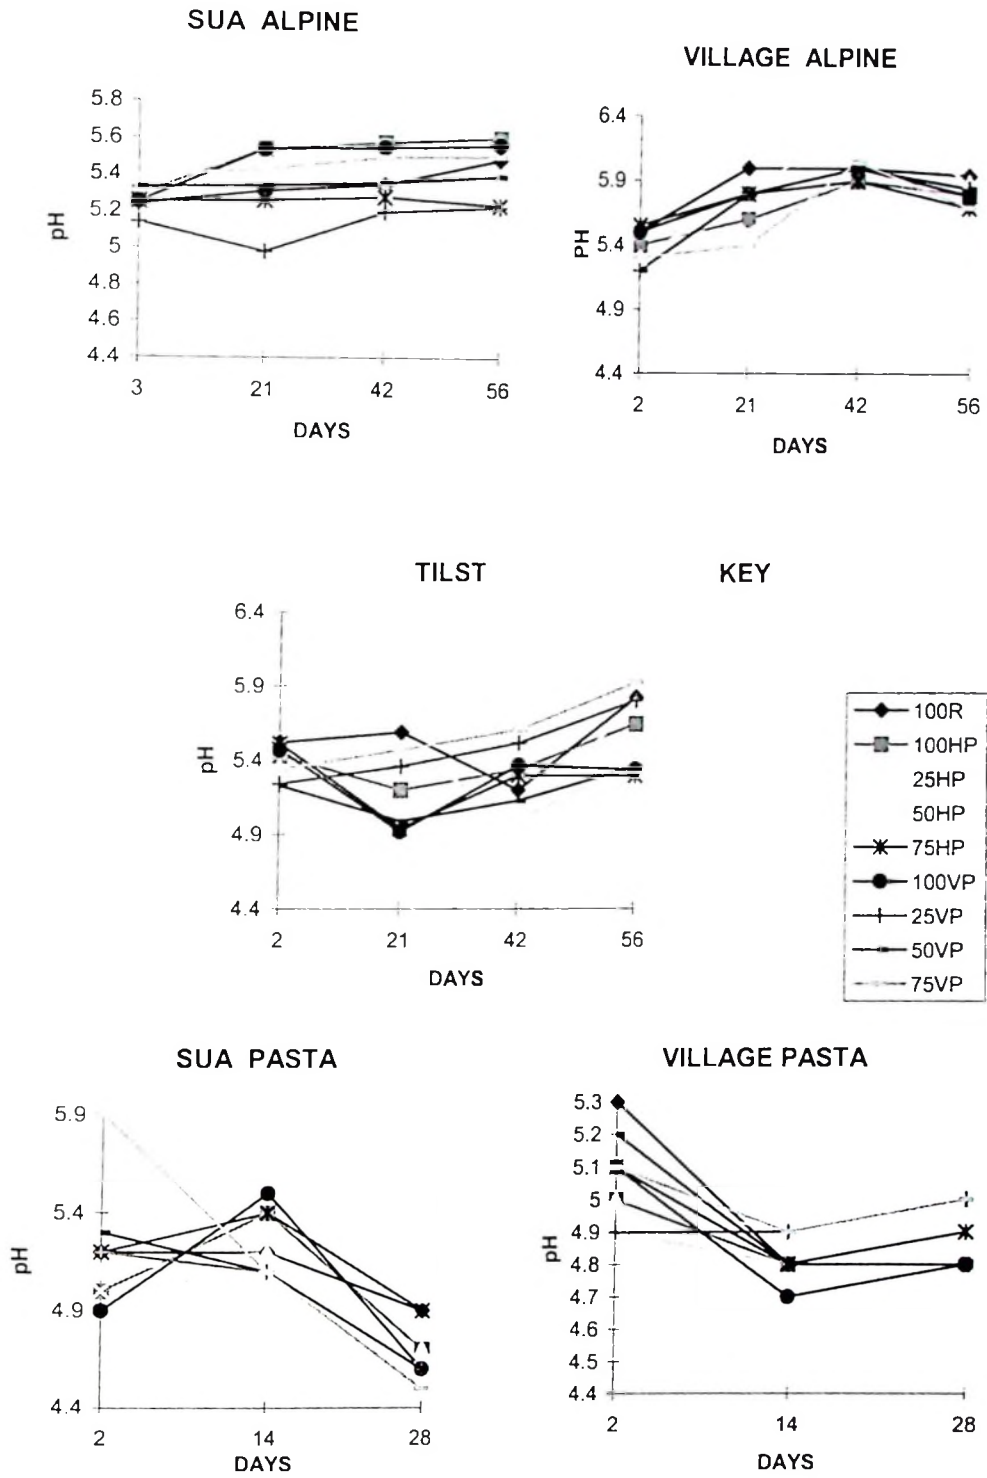 SUA ALPINE
5.8
5.6
5.4
5.2
5
4.8
4.6
4.4
pH
3 21 42 56
DAYS
VILLAGE ALPINE
6.4
5.9
5.4
4.9
4.4
PH
2 21 42 56
DAYS
TILST
6.4
5.9
5.4
4.9
4.4
pH
2 21 42 56
DAYS
KEY
100R
100HP
25HP
50HP
75HP
100VP
25VP
50VP
75VP
SUA PASTA
5.9
5.4
4.9
4.4
pH
2 14 28
DAYS
VILLAGE PASTA
5.3
5.2
5.1
5
4.9
4.8
4.7
4.6
4.5
4.4
pH
2 14 28
DAYS